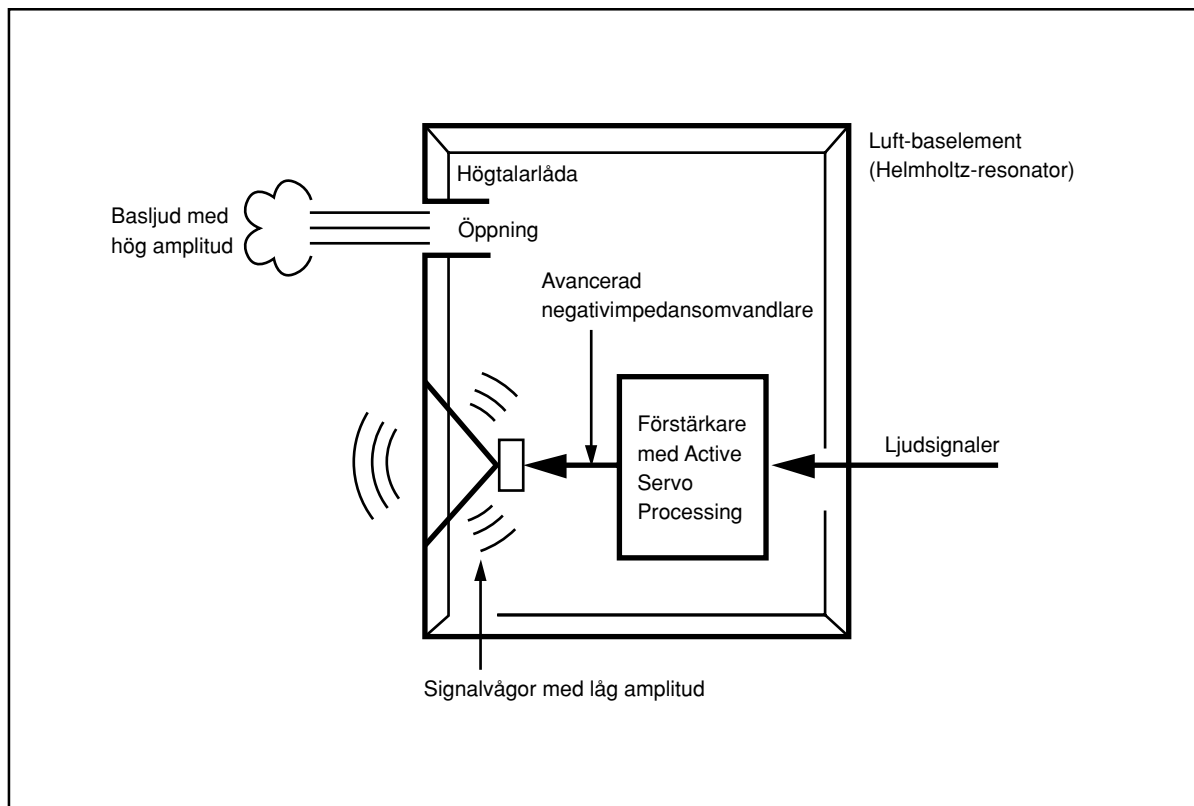 Luft-baselement
(Helmholtz-resonator)
Högtalarlåda
Basljud med
hög amplitud
Öppning
Avancerad
negativimpedansomvandlare
Förstärkare
med Active
Servo
Processing
Ljudsignaler
Signalvågor med låg amplitud